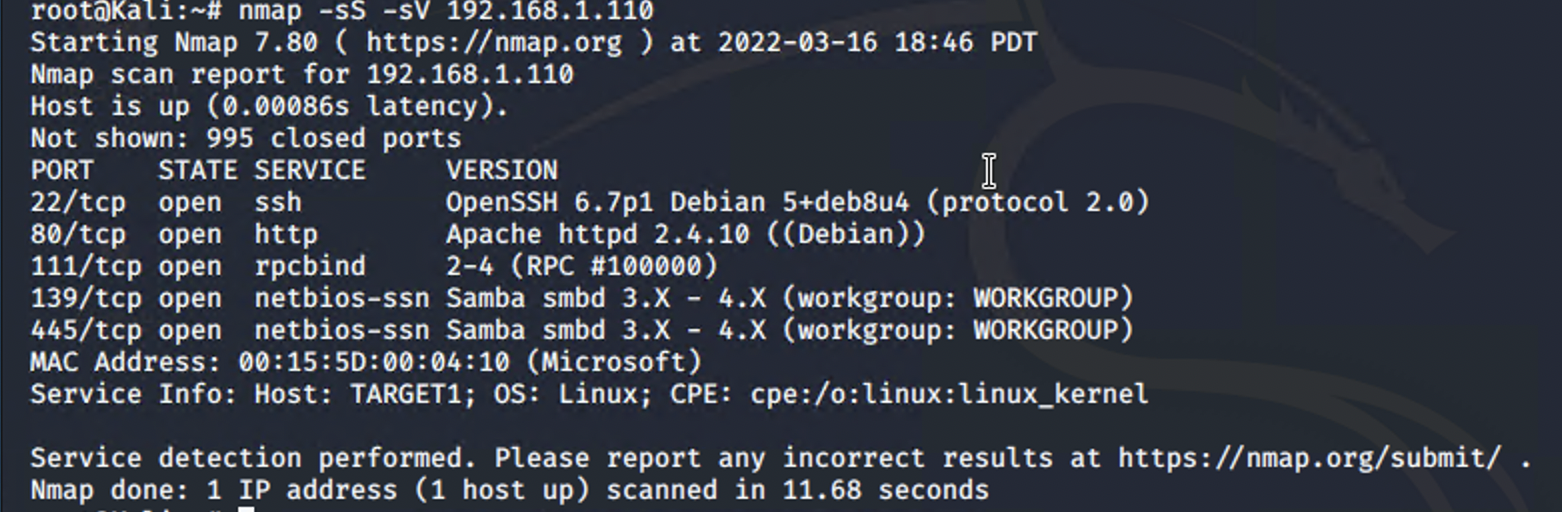 root@Kali:~# nmap -sS -sV 192.168.1.110
Starting Nmap 7.80 ( https://nmap.org ) at 2022-03-16 18:46 PDT
Nmap scan report for 192.168.1.110
Host is up (0.00086s latency).
Not shown: 995 closed ports
PORT    STATE SERVICE     VERSION
22/tcp  open  ssh         OpenSSH 6.7p1 Debian 5+deb8u4 (protocol 2.0)
80/tcp  open  http        Apache httpd 2.4.10 ((Debian))
111/tcp open  rpcbind     2-4 (RPC #100000)
139/tcp open  netbios-ssn Samba smbd 3.X - 4.X (workgroup: WORKGROUP)
445/tcp open  netbios-ssn Samba smbd 3.X - 4.X (workgroup: WORKGROUP)
MAC Address: 00:15:5D:00:04:10 (Microsoft)
Service Info: Host: TARGET1; OS: Linux; CPE: cpe:/o:linux:linux_kernel

Service detection performed. Please report any incorrect results at https://nmap.org/submit/ .
Nmap done: 1 IP address (1 host up) scanned in 11.68 seconds